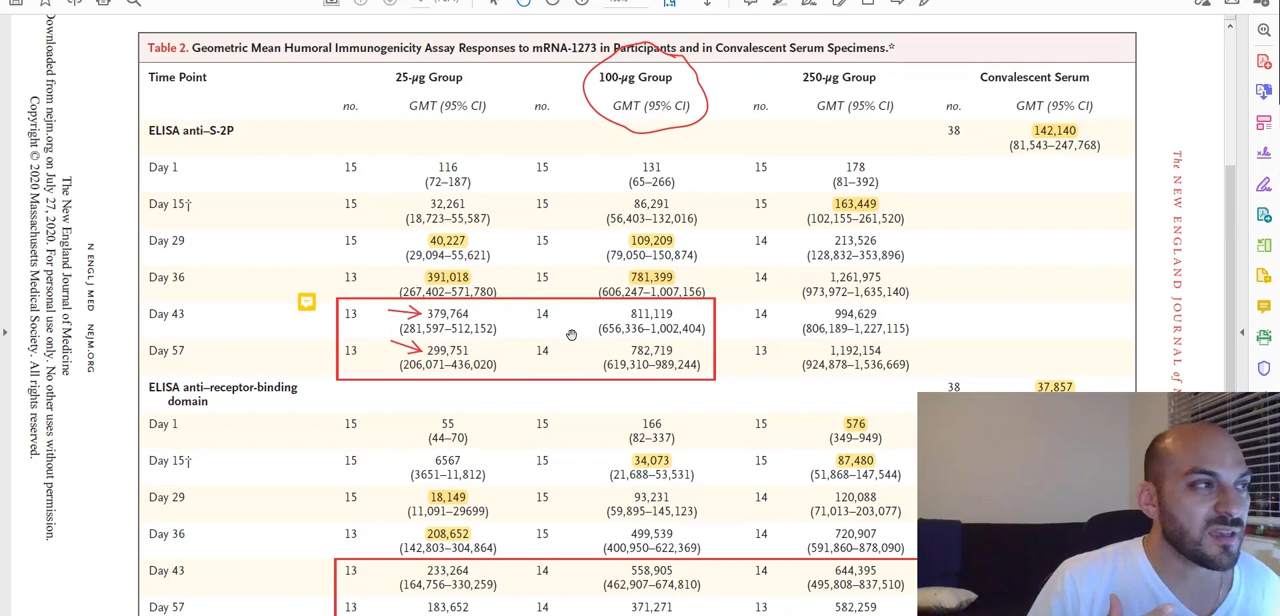 Table 2. Geometric Mean Humoral Immunogenicity Assay Responses to mRNA-1273 in Participants and in Convalescent Serum Specimens.*
Time Point 25-μg Group 100-μg Group 250-μg Group Convalescent Serum
no. GMT (95% CI) no. GMT (95% CI) no. GMT (95% CI) no. GMT (95% CI)
ELISA anti–S-2P 38 142,140
(81,543–247,768)
Day 1 15 116 15 131 15 178
(72–187) (65–266) (81–392)
Day 15† 15 32,261 15 86,291 15 163,449
(18,723–55,587) (56,403–132,016) (102,155–261,520)
Day 29 15 40,227 15 109,209 14 213,526
(29,094–55,621) (79,050–150,874) (128,832–353,896)
Day 36 13 391,018 15 781,399 14 1,261,975
(267,402–571,780) (606,247–1,007,156) (973,972–1,635,140)
Day 43 13 379,764 14 811,119 14 994,629
(281,597–512,152) (656,336–1,002,404) (806,189–1,227,115)
Day 57 13 299,751 14 782,719 13 1,192,154
(206,071–436,020) (619,310–989,244) (924,878–1,536,669)
ELISA anti–receptor-binding 38 37,857
domain
Day 1 15 55 15 166 15 576
(44–70) (82–337) (349–949)
Day 15† 15 6567 15 34,073 15 87,480
(3651–11,812) (21,688–53,531) (51,868–147,544)
Day 29 15 18,149 15 93,231 14 120,088
(11,091–29699) (59,895–145,123) (71,013–203,077)
Day 36 13 208,652 15 499,539 14 720,907
(142,803–304,864) (400,950–622,369) (591,860–878,090)
Day 43 13 233,264 14 558,905 14 644,395
(164,756–330,259) (462,907–674,810) (495,808–837,510)
Day 57 13 183,652 14 371,271 13 582,259
N ENGL J MED NEJM.ORG
The New England Journal of Medicine
Downloaded from nejm.org on July 27, 2020. For personal use only. No other uses without permission.
Copyright © 2020 Massachusetts Medical Society. All rights reserved.
The NEW ENGLAND JOURNAL of